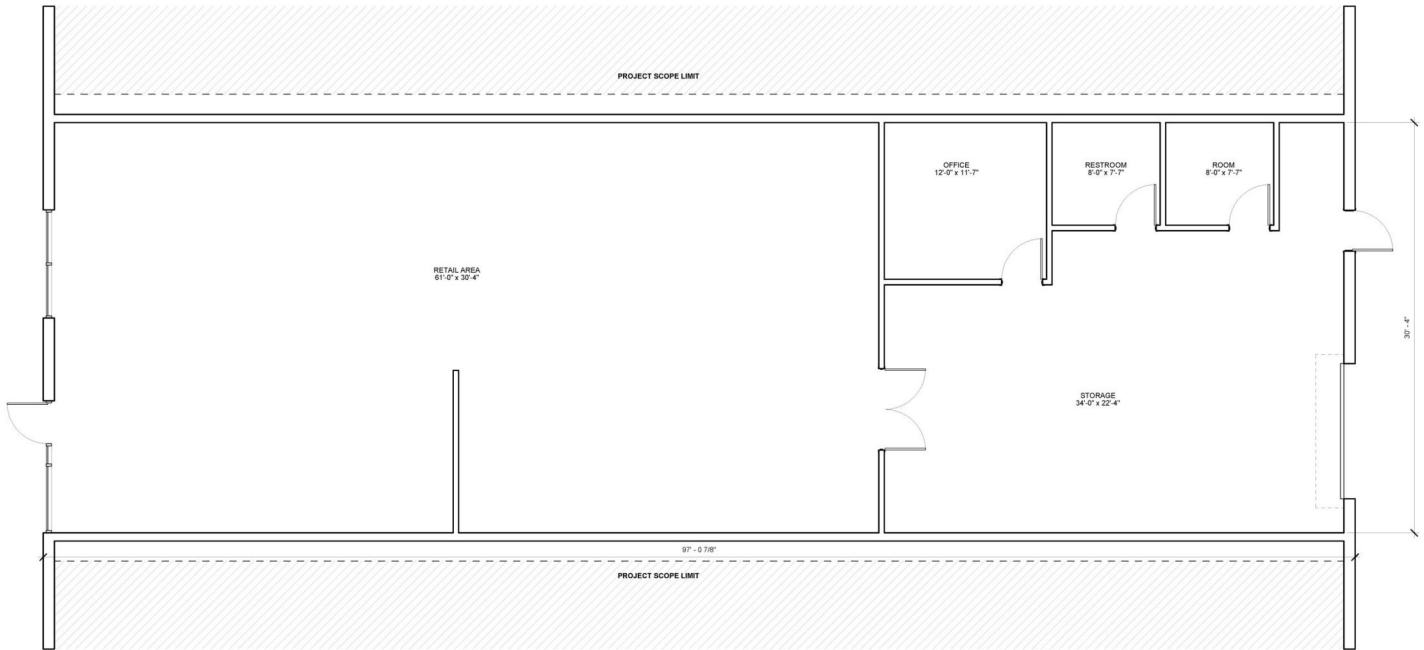 PROJECT SCOPE LIMIT
OFFICE
12'-0" x 11'-7"
RESTROOM
8'-0" x 7'-7"
ROOM
8'-0" x 7'-7"
RETAIL AREA
61'-0" x 30'-4"
30' - 4"
STORAGE
34'-0" x 22'-4"
97' - 0 7/8"
PROJECT SCOPE LIMIT